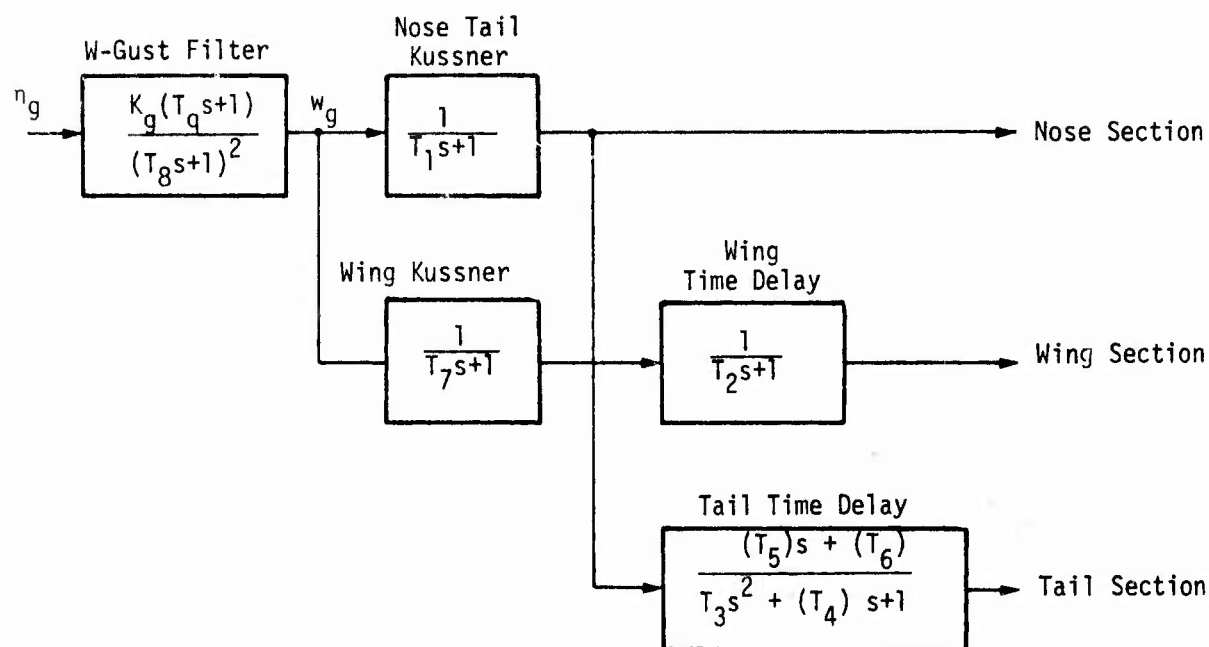 Nose Tail
Kussner
W-Gust Filter
η_g
K_g(T_qs+1)
(T_8s+1)^2
w_g
1
T_1s+1
Nose Section
Wing Kussner
1
T_7s+1
Wing
Time Delay
1
T_2s+1
Wing Section
Tail Time Delay
(T_5)s + (T_6)
T_3s^2 + (T_4) s+1
Tail Section